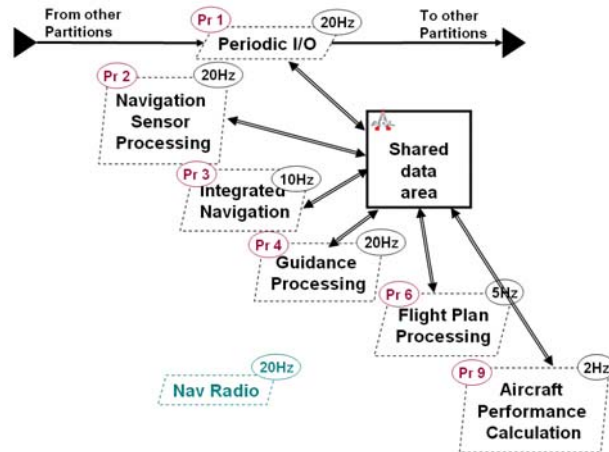 From other
Partitions
Pr 1
20Hz
Periodic I/O
To other
Partitions
Pr 2
20Hz
Navigation
Sensor
Processing
Shared
data
area
Pr 3
10Hz
Integrated
Navigation
Pr 4
20Hz
Guidance
Processing
Pr 6
5Hz
Flight Plan
Processing
20Hz
Nav Radio
Pr 9
2Hz
Aircraft
Performance
Calculation